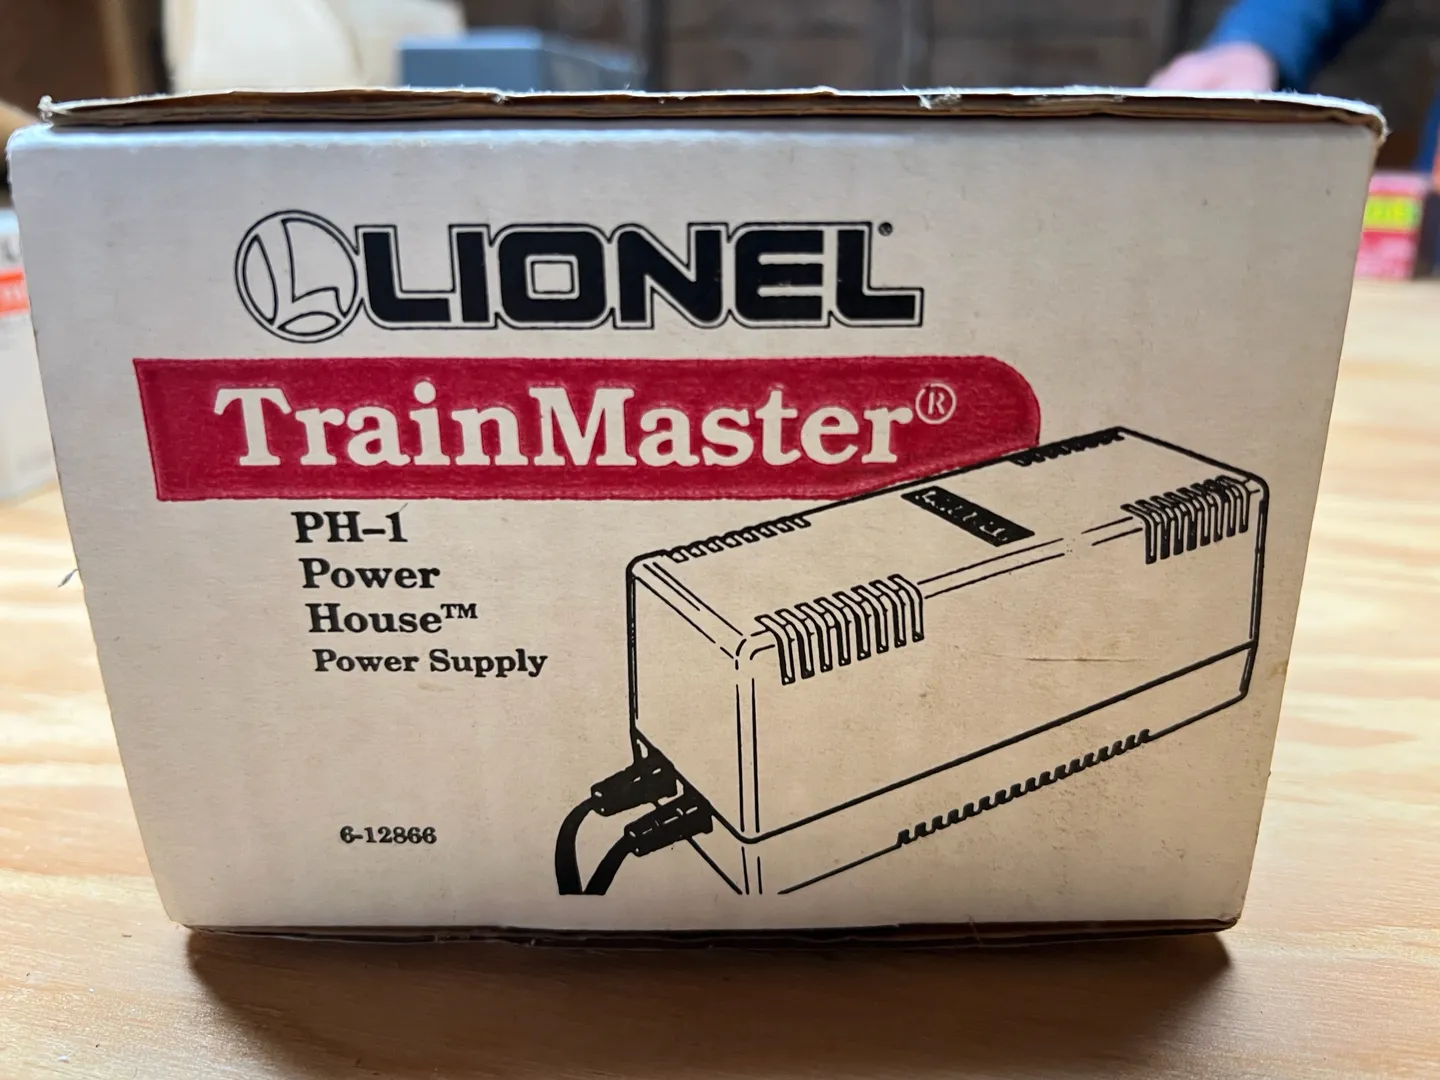 LIONEL®
TrainMaster®
PH-1
Power
House™
Power Supply
6-12866